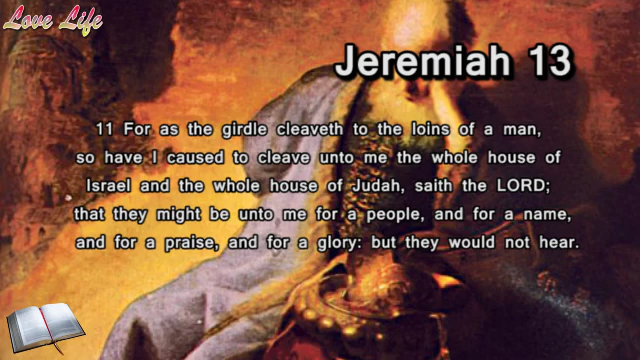 Love Life
Jeremiah 13
11 For as the girdle cleaveth to the loins of a man,
so have I caused to cleave unto me the whole house of
Israel and the whole house of Judah, saith the LORD;
that they might be unto me for a people, and for a name,
and for a praise, and for a glory: but they would not hear.